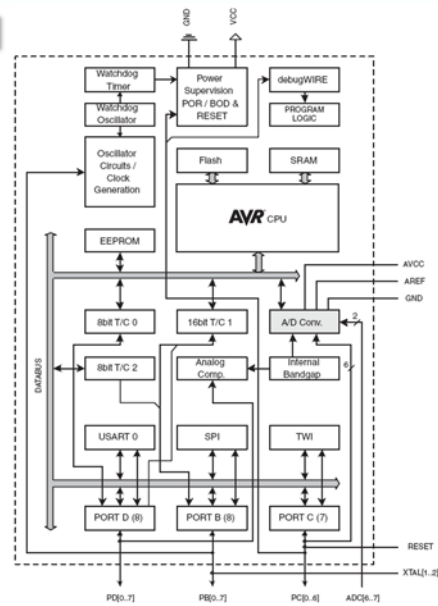 GND
VCC
Watchdog
Timer
Watchdog
Oscillator
Oscillator
Circuits /
Clock
Generation
Power
Supervision
POR / BOD &
RESET
debugWIRE
PROGRAM
LOGIC
Flash
SRAM
AVR CPU
EEPROM
AVCC
AREF
GND
8bit T/C 0
16bit T/C 1
A/D Conv.
2
DATABUS
8bit T/C 2
Analog
Comp.
Internal
Bandgap
6
USART 0
SPI
TWI
PORT D (8)
PORT B (8)
PORT C (7)
RESET
XTAL[1..2]
PD[0..7]
PB[0..7]
PC[0..6]
ADC[6..7]